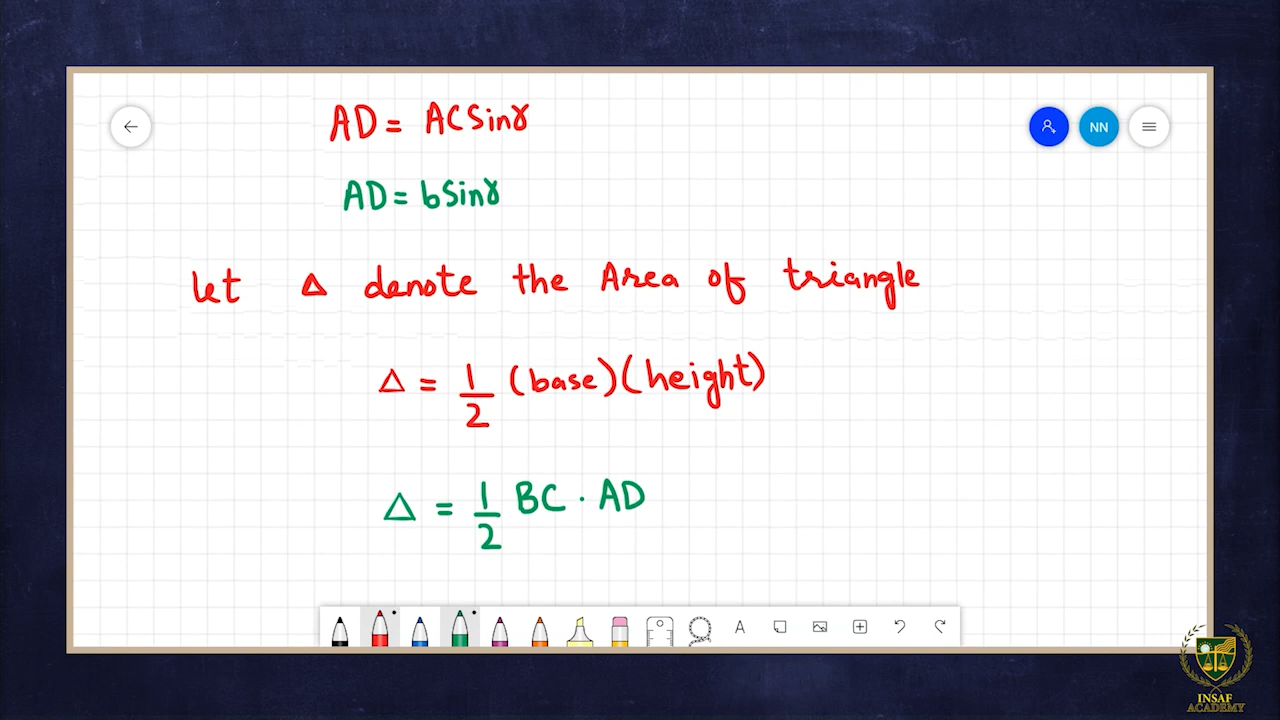 AD = ACSinγ
NN
AD = bSinγ
Let Δ denote the Area of triangle
Δ = 1/2 (base)(height)
Δ = 1/2 BC · AD
A
INSAF
ACADEMY